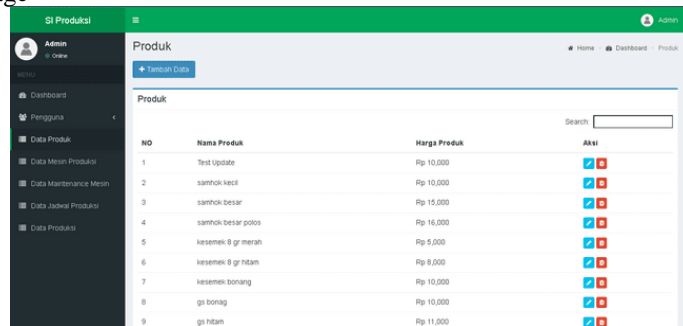 SI Produksi
Admin
Admin
Online
MENU
Dashboard
Pengguna
Data Produk
Data Mesin Produksi
Data Maintenance Mesin
Data Jadwal Produksi
Data Produksi
Produk
Home > Dashboard > Produk
+ Tambah Data
Produk
Search:
NO Nama Produk Harga Produk Aksi
1 Test Update Rp 10,000
2 samhok kecil Rp 10,000
3 samhok besar Rp 15,000
4 samhok besar polos Rp 16,000
5 kesemek 8 gr merah Rp 5,000
6 kesemek 8 gr hitam Rp 8,000
7 kesemek bonang Rp 10,000
8 gs bonag Rp 10,000
9 gs hitam Rp 11,000